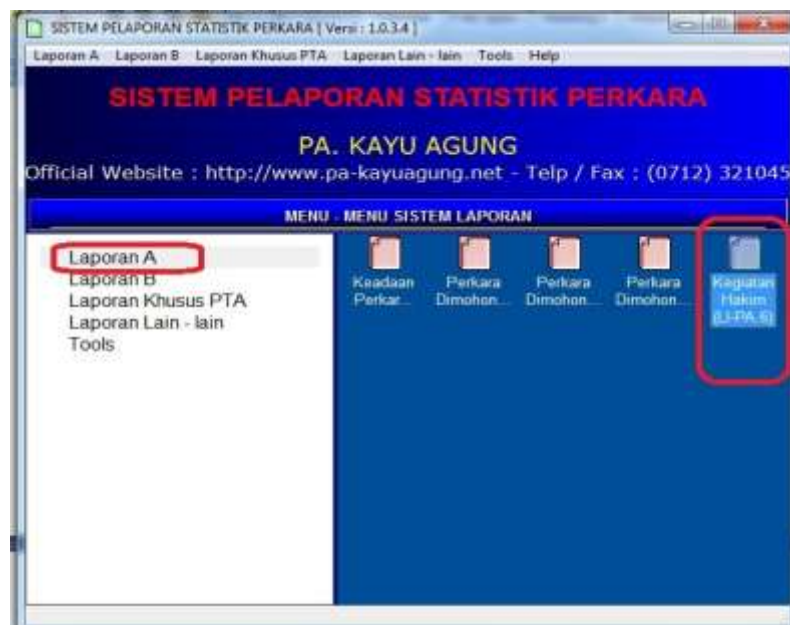 SISTEM PELAPORAN STATISTIK PERKARA [ Versi : 1.0.3.4 ]
Laporan A Laporan B Laporan Khusus PTA Laporan Lain - lain Tools Help
SISTEM PELAPORAN STATISTIK PERKARA
PA. KAYU AGUNG
Official Website : http://www.pa-kayuagung.net - Telp / Fax : (0712) 321045
MENU - MENU SISTEM LAPORAN
Laporan A
Laporan B
Laporan Khusus PTA
Laporan Lain - lain
Tools
Keadaan
Perkar...
Perkara
Dimohon...
Perkara
Dimohon...
Perkara
Dimohon...
Kegiatan
Hakim
(LI-PA.6)